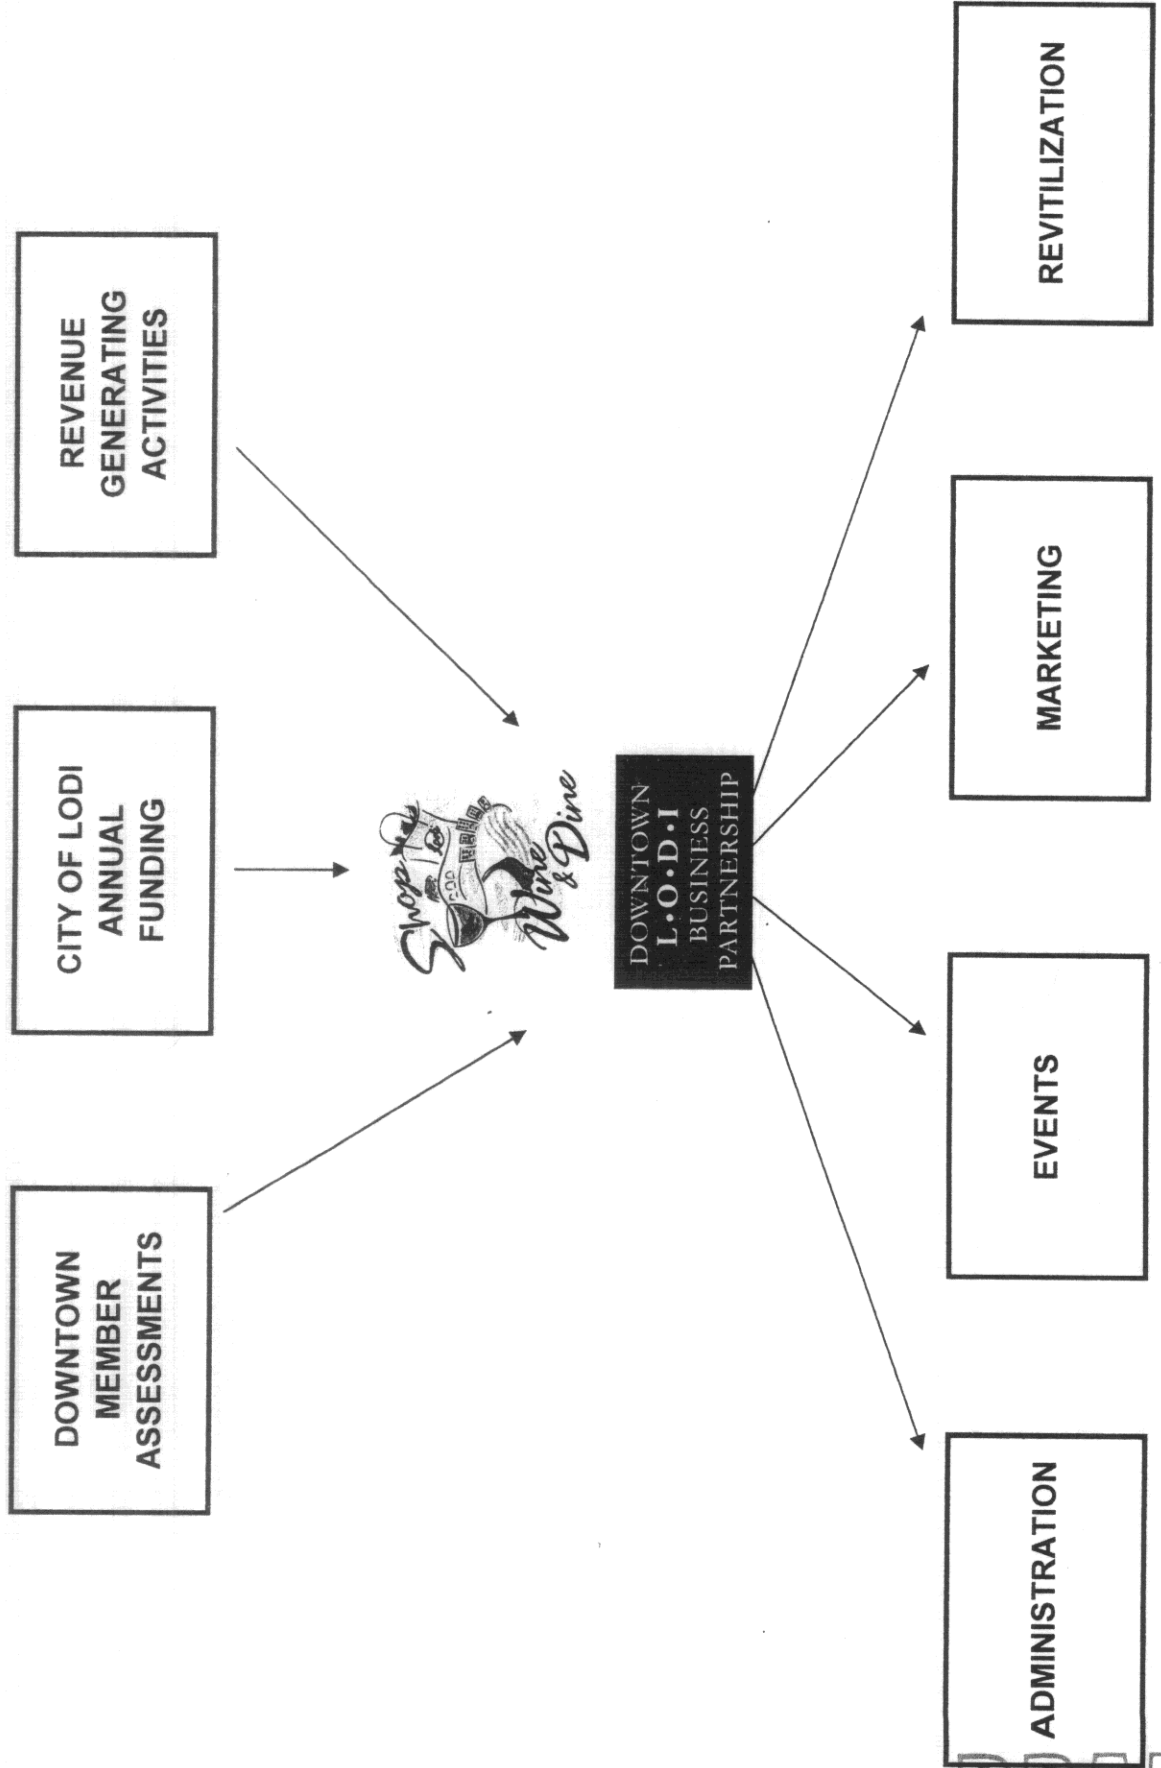 DOWNTOWN
MEMBER
ASSESSMENTS
CITY OF LODI
ANNUAL
FUNDING
REVENUE
GENERATING
ACTIVITIES
Shop
Wine
& Dine
DOWNTOWN
L.O.D.I
BUSINESS
PARTNERSHIP
ADMINISTRATION
EVENTS
MARKETING
REVITILIZATION